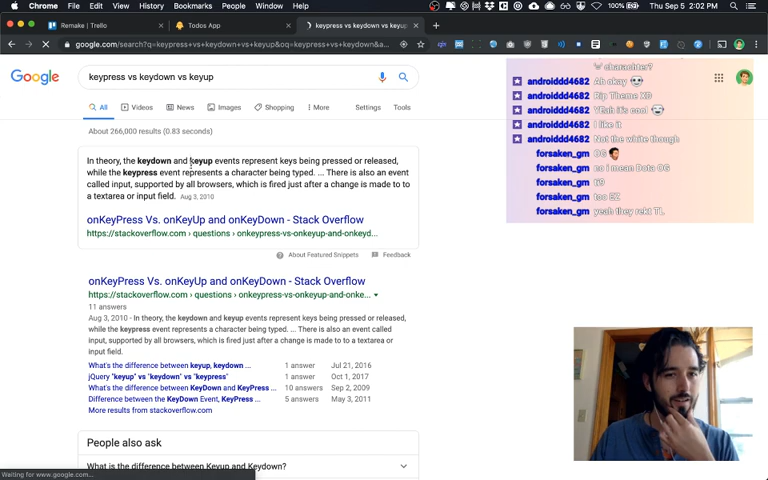 Chrome File Edit View History Bookmarks People Window Help
100% Thu Sep 5 2:02 PM
Remake | Trello
Todos App
keypress vs keydown vs keyup
google.com/search?q=keypress+vs+keydown+vs+keyup&oq=keypress+vs+keydown+&a...
Google
keypress vs keydown vs keyup
All Videos News Images Shopping More Settings Tools
About 266,000 results (0.83 seconds)
In theory, the keydown and keyup events represent keys being pressed or released,
while the keypress event represents a character being typed. ... There is also an event
called input, supported by all browsers, which is fired just after a change is made to to
a textarea or input field. Aug 3, 2010
onKeyPress Vs. onKeyUp and onKeyDown - Stack Overflow
https://stackoverflow.com › questions › onkeypress-vs-onkeyup-and-onkeyd...
About Featured Snippets Feedback
onKeyPress Vs. onKeyUp and onKeyDown - Stack Overflow
https://stackoverflow.com › questions › onkeypress-vs-onkeyup-and-onke...
11 answers
Aug 3, 2010 - In theory, the keydown and keyup events represent keys being pressed or released,
while the keypress event represents a character being typed. ... There is also an event called
input, supported by all browsers, which is fired just after a change is made to to a textarea or
input field.
What's the difference between keyup, keydown ... 1 answer Jul 21, 2016
jQuery "keyup" vs "keydown" vs "keypress" 1 answer Oct 1, 2017
What's the difference between KeyDown and KeyPress ... 10 answers Sep 2, 2009
Difference between the KeyDown Event, KeyPress ... 5 answers May 3, 2011
More results from stackoverflow.com
People also ask
What is the difference between Keyup and Keydown?
Waiting for www.google.com...
character?
androiddd4682 Ah okay
androiddd4682 Rip Theme XD
androiddd4682 YEah it's cool
androiddd4682 I like it
androiddd4682 Not the white though
forsaken_gm OG
forsaken_gm no i mean Dota OG
forsaken_gm ti9
forsaken_gm too EZ
forsaken_gm yeah they rekt TL